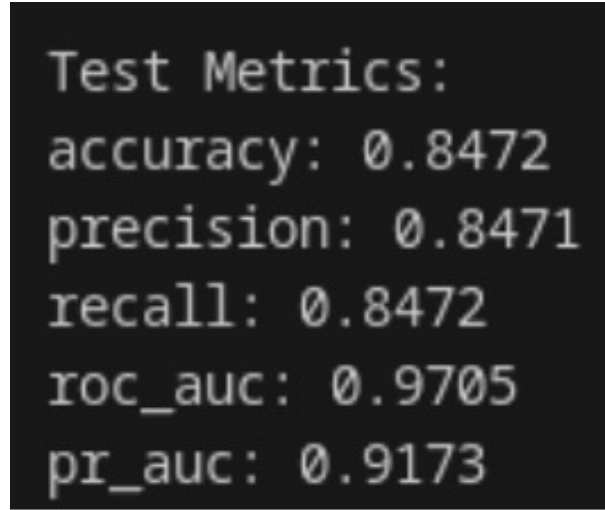 Test Metrics:
accuracy: 0.8472
precision: 0.8471
recall: 0.8472
roc_auc: 0.9705
pr_auc: 0.9173